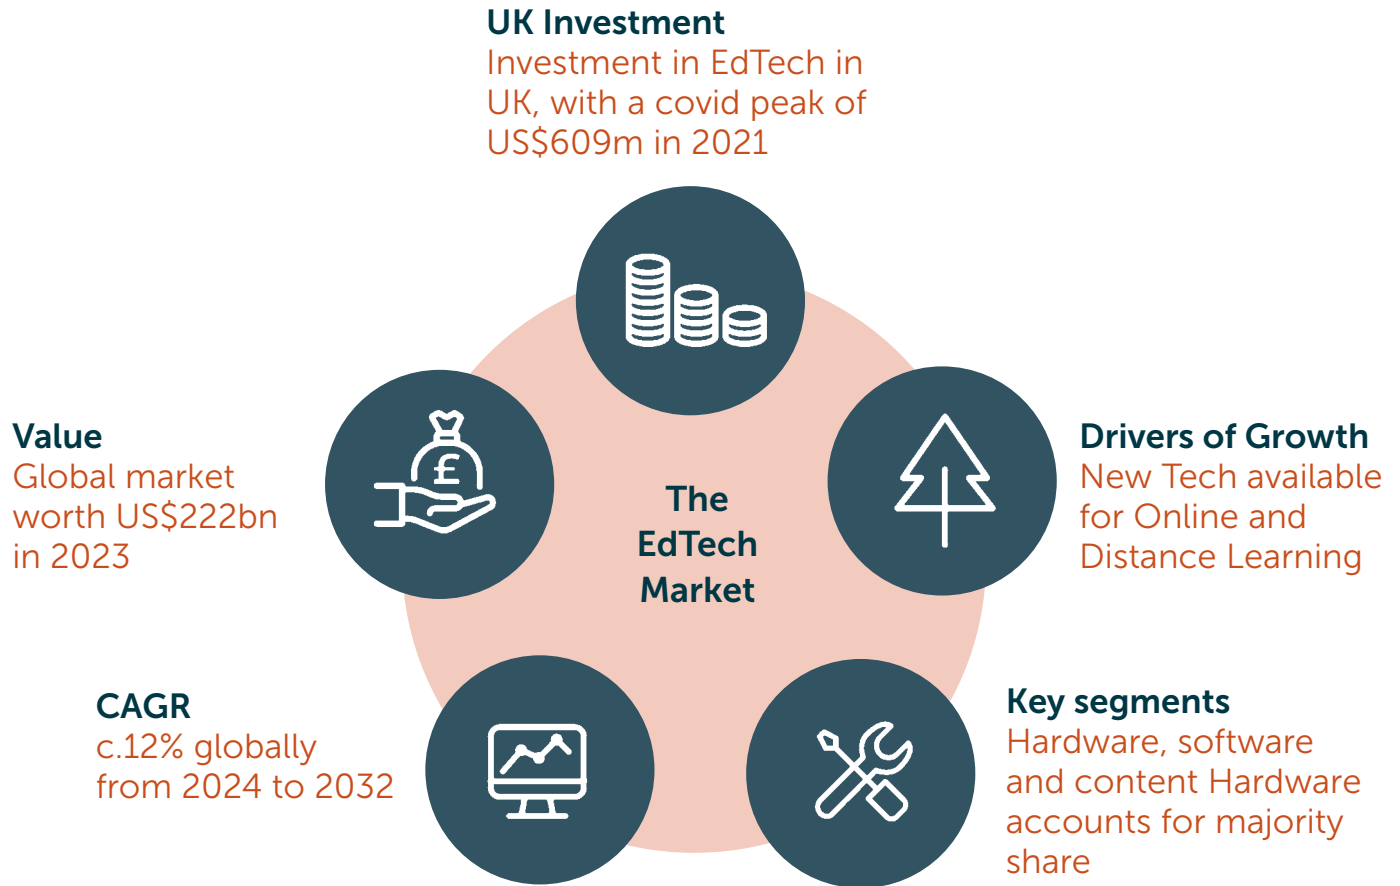 UK Investment
Investment in EdTech in
UK, with a covid peak of
US$609m in 2021
Value
Global market
worth US$222bn
in 2023
£
The
EdTech
Market
Drivers of Growth
New Tech available
for Online and
Distance Learning
CAGR
c.12% globally
from 2024 to 2032
Key segments
Hardware, software
and content Hardware
accounts for majority
share